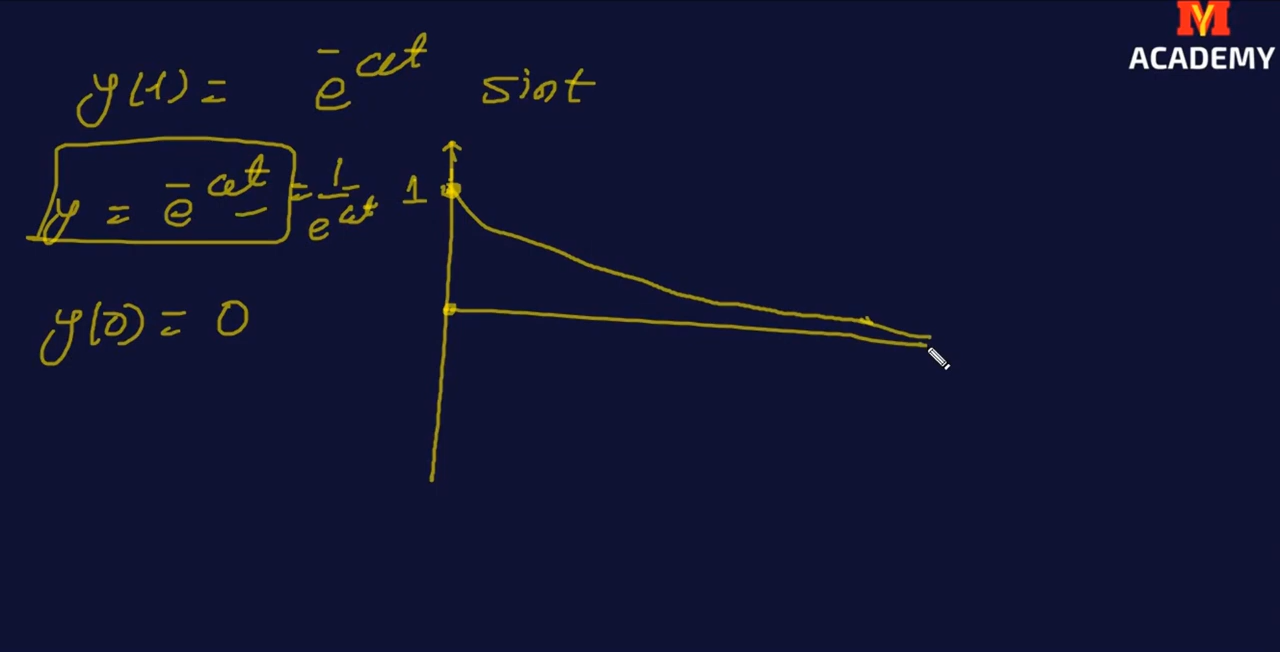 M
ACADEMY
y(t) = e^-at sint
y = e^-at = 1/e^at
1
y(0) = 0